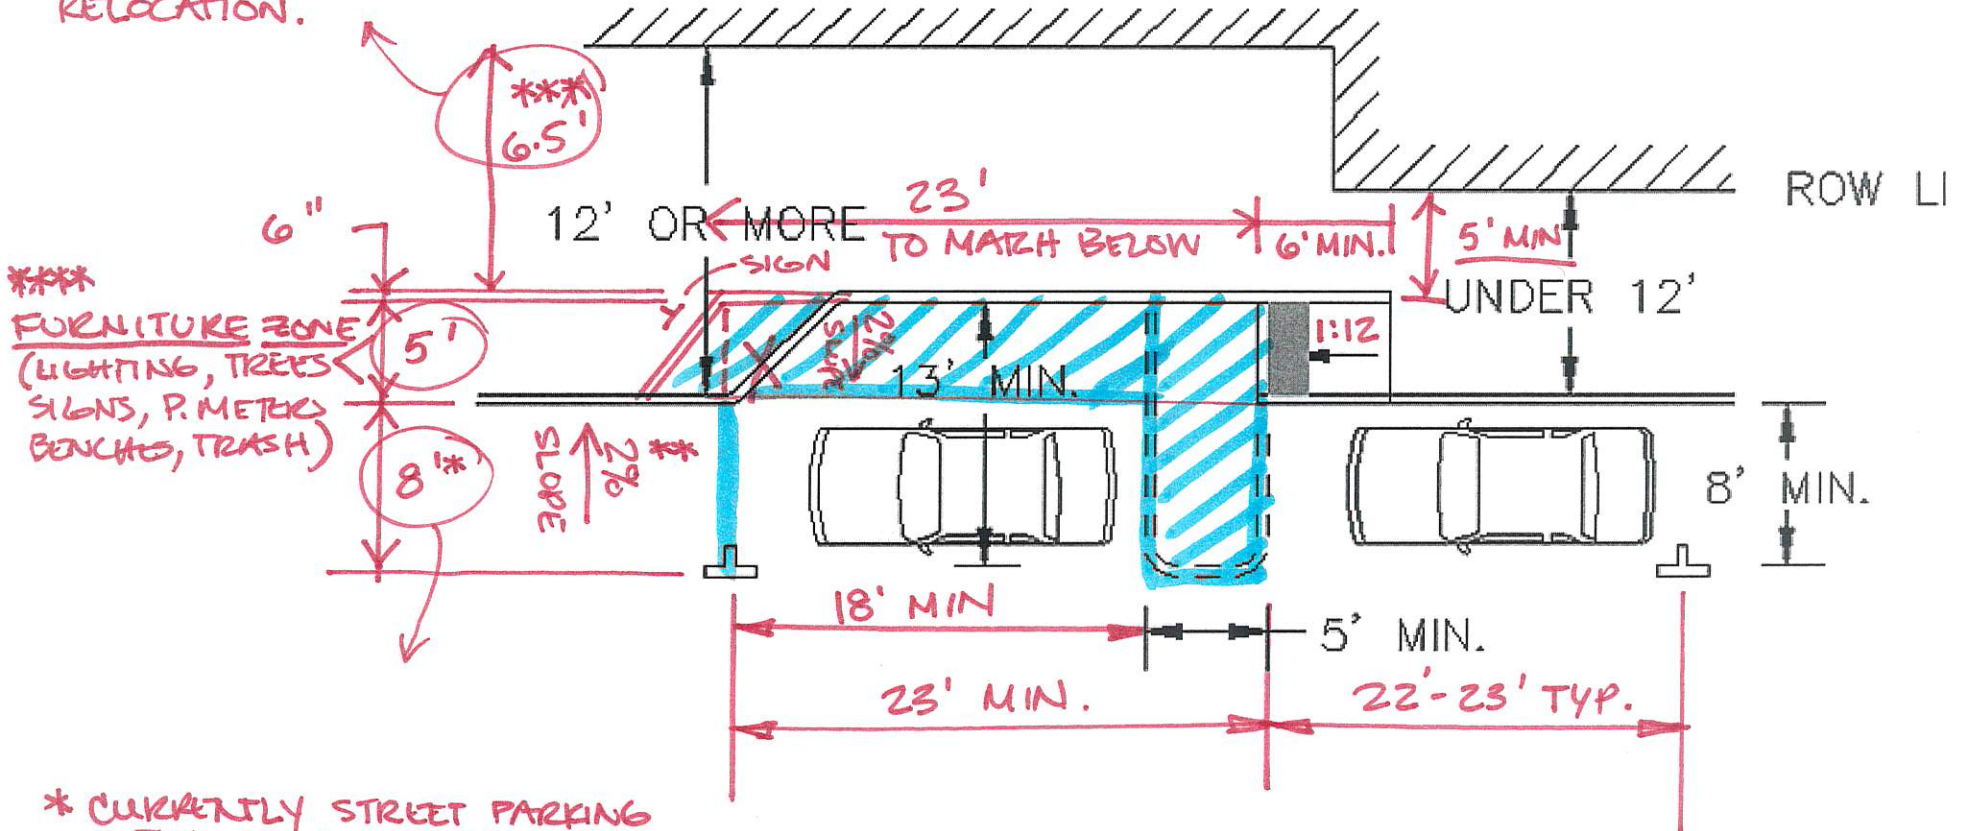 RELOCATION.
***
6.5'
6"
12' OR MORE
23'
TO MATCH BELOW
6' MIN.
5' MIN
ROW LI
SIGN
UNDER 12'
****
FURNITURE ZONE
(LIGHTING, TREES
SIGNS, P. METERS
BENCHES, TRASH)
5'
2%
SLOPE
13' MIN.
1:12
8'*
SLOPE
2% **
8' MIN.
18' MIN
5' MIN.
23' MIN.
22'-23' TYP.
* CURRENTLY STREET PARKING